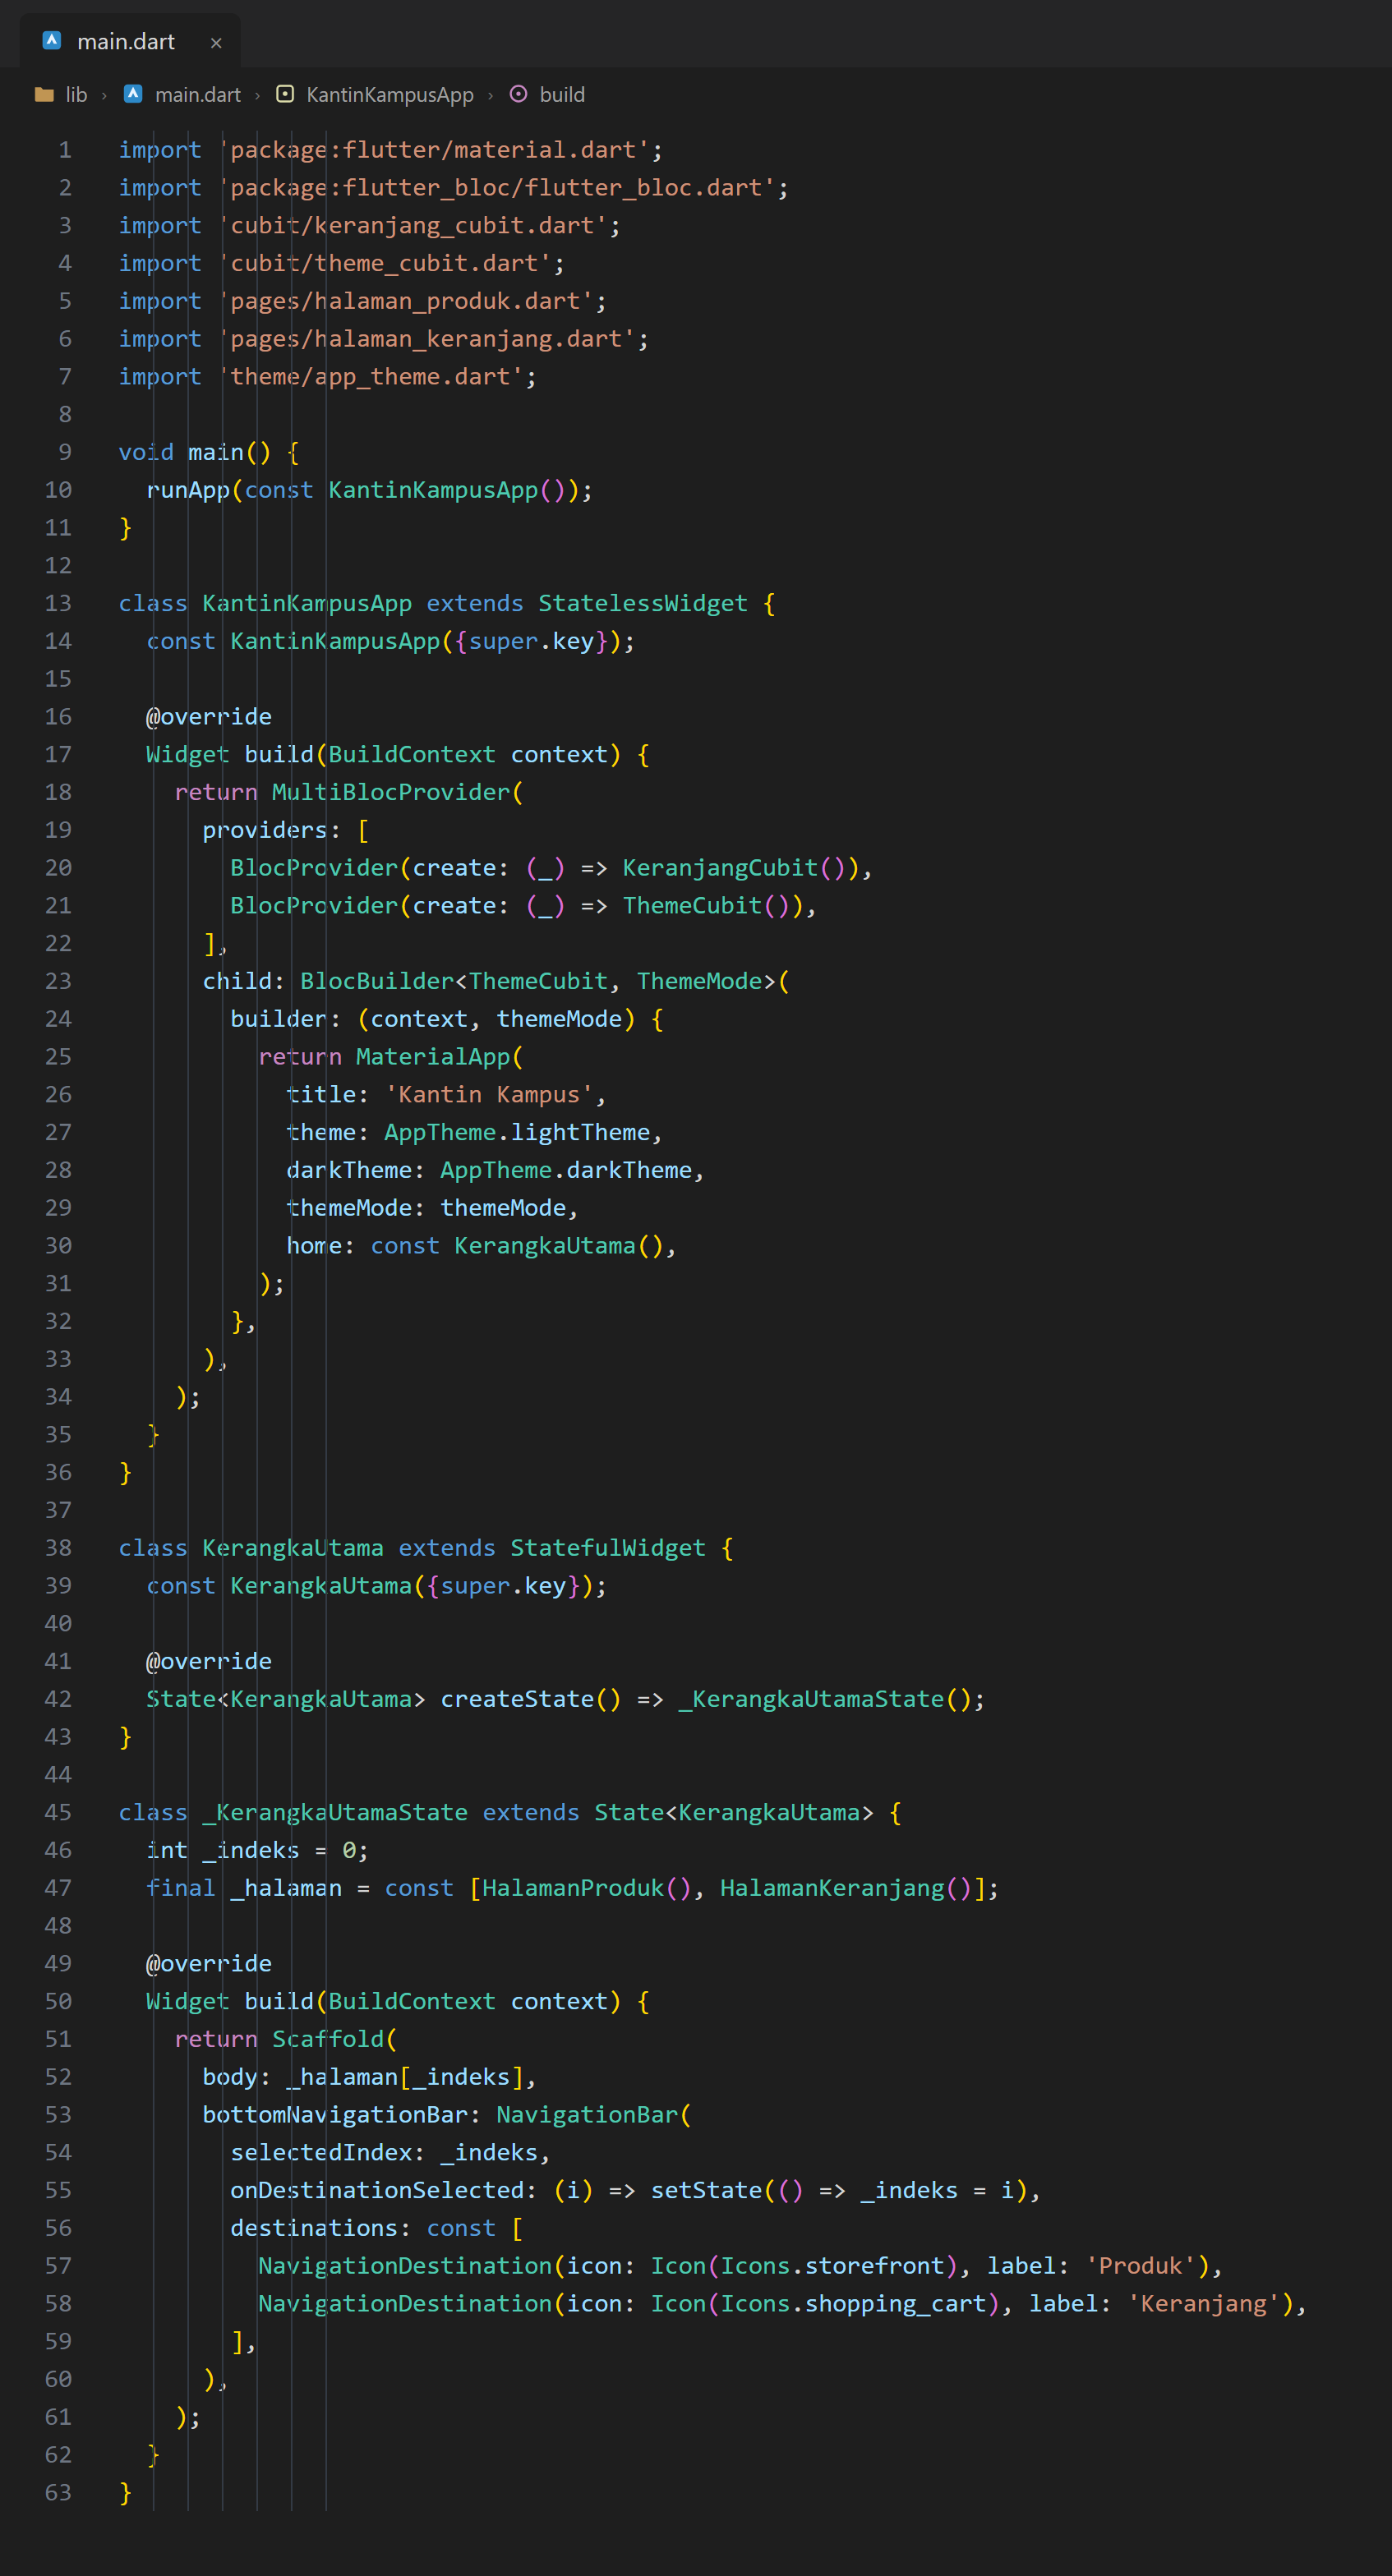 main.dart ×
lib › main.dart › KantinKampusApp › build
1 import 'package:flutter/material.dart';
2 import 'package:flutter_bloc/flutter_bloc.dart';
3 import 'cubit/keranjang_cubit.dart';
4 import 'cubit/theme_cubit.dart';
5 import 'pages/halaman_produk.dart';
6 import 'pages/halaman_keranjang.dart';
7 import 'theme/app_theme.dart';
8
9 void main() {
10   runApp(const KantinKampusApp());
11 }
12
13 class KantinKampusApp extends StatelessWidget {
14   const KantinKampusApp({super.key});
15
16   @override
17   Widget build(BuildContext context) {
18     return MultiBlocProvider(
19       providers: [
20         BlocProvider(create: (_) => KeranjangCubit()),
21         BlocProvider(create: (_) => ThemeCubit()),
22       ],
23       child: BlocBuilder<ThemeCubit, ThemeMode>(
24         builder: (context, themeMode) {
25           return MaterialApp(
26             title: 'Kantin Kampus',
27             theme: AppTheme.lightTheme,
28             darkTheme: AppTheme.darkTheme,
29             themeMode: themeMode,
30             home: const KerangkaUtama(),
31           );
32         },
33       ),
34     );
35   }
36 }
37
38 class KerangkaUtama extends StatefulWidget {
39   const KerangkaUtama({super.key});
40
41   @override
42   State<KerangkaUtama> createState() => _KerangkaUtamaState();
43 }
44
45 class _KerangkaUtamaState extends State<KerangkaUtama> {
46   int _indeks = 0;
47   final _halaman = const [HalamanProduk(), HalamanKeranjang()];
48
49   @override
50   Widget build(BuildContext context) {
51     return Scaffold(
52       body: _halaman[_indeks],
53       bottomNavigationBar: NavigationBar(
54         selectedIndex: _indeks,
55         onDestinationSelected: (i) => setState(() => _indeks = i),
56         destinations: const [
57           NavigationDestination(icon: Icon(Icons.storefront), label: 'Produk'),
58           NavigationDestination(icon: Icon(Icons.shopping_cart), label: 'Keranjang'),
59         ],
60       ),
61     );
62   }
63 }